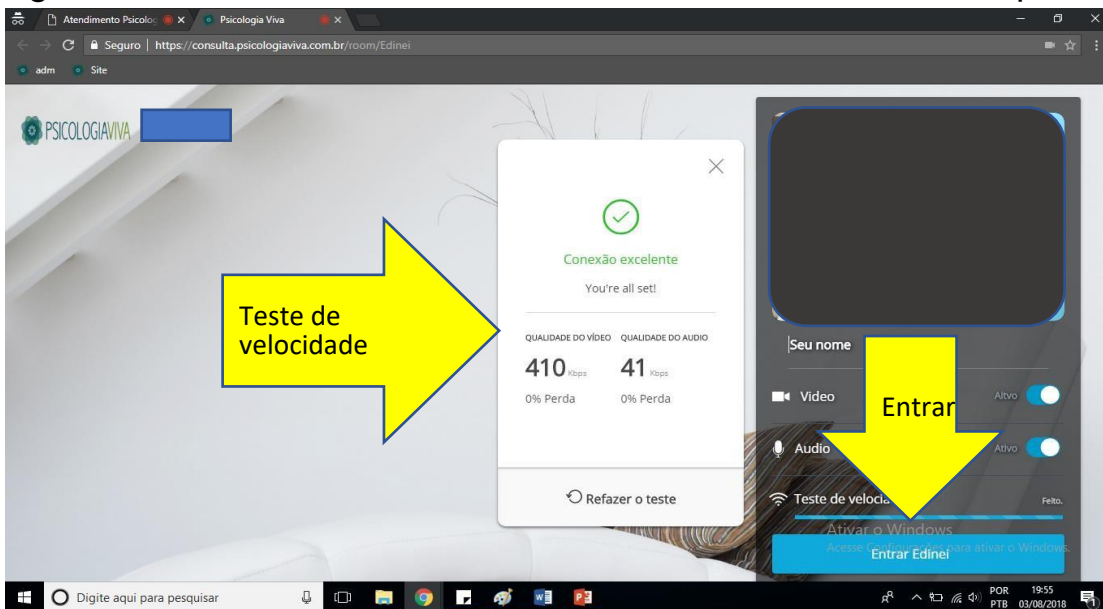 Atendimento Psicolo
Psicologia Viva
Seguro | https://consulta.psicologiaviva.com.br/room/Edinei
adm Site
PSICOLOGIAVIVA
Conexão excelente
You're all set!
QUALIDADE DO VÍDEO QUALIDADE DO AUDIO
410 Kbps 41 Kbps
0% Perda 0% Perda
Refazer o teste
Teste de
velocidade
Seu nome
Video Ativo
Entrar
Audio Ativo
Teste de velocia Feito.
Ativar o Windows
Acesse Configurações para ativar o Windows.
Entrar Edinei
Digite aqui para pesquisar
POR 19:55
PTB 03/08/2018